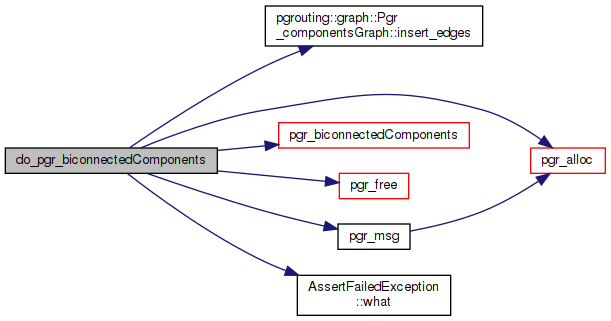 pgrouting::graph::Pgr
_componentsGraph::insert_edges
pgr_biconnectedComponents
do_pgr_biconnectedComponents
pgr_alloc
pgr_free
pgr_msg
AssertFailedException
::what